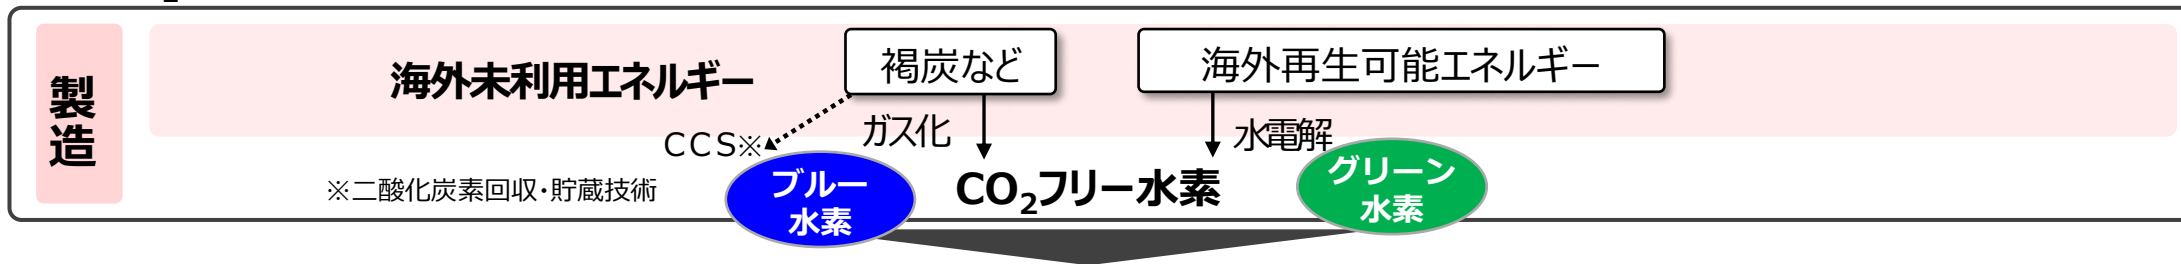 製造
海外未利用エネルギー
褐炭など
海外再生可能エネルギー
CCS※
ガス化
水電解
※二酸化炭素回収・貯蔵技術
ブルー
水素
CO₂フリー水素
グリーン
水素